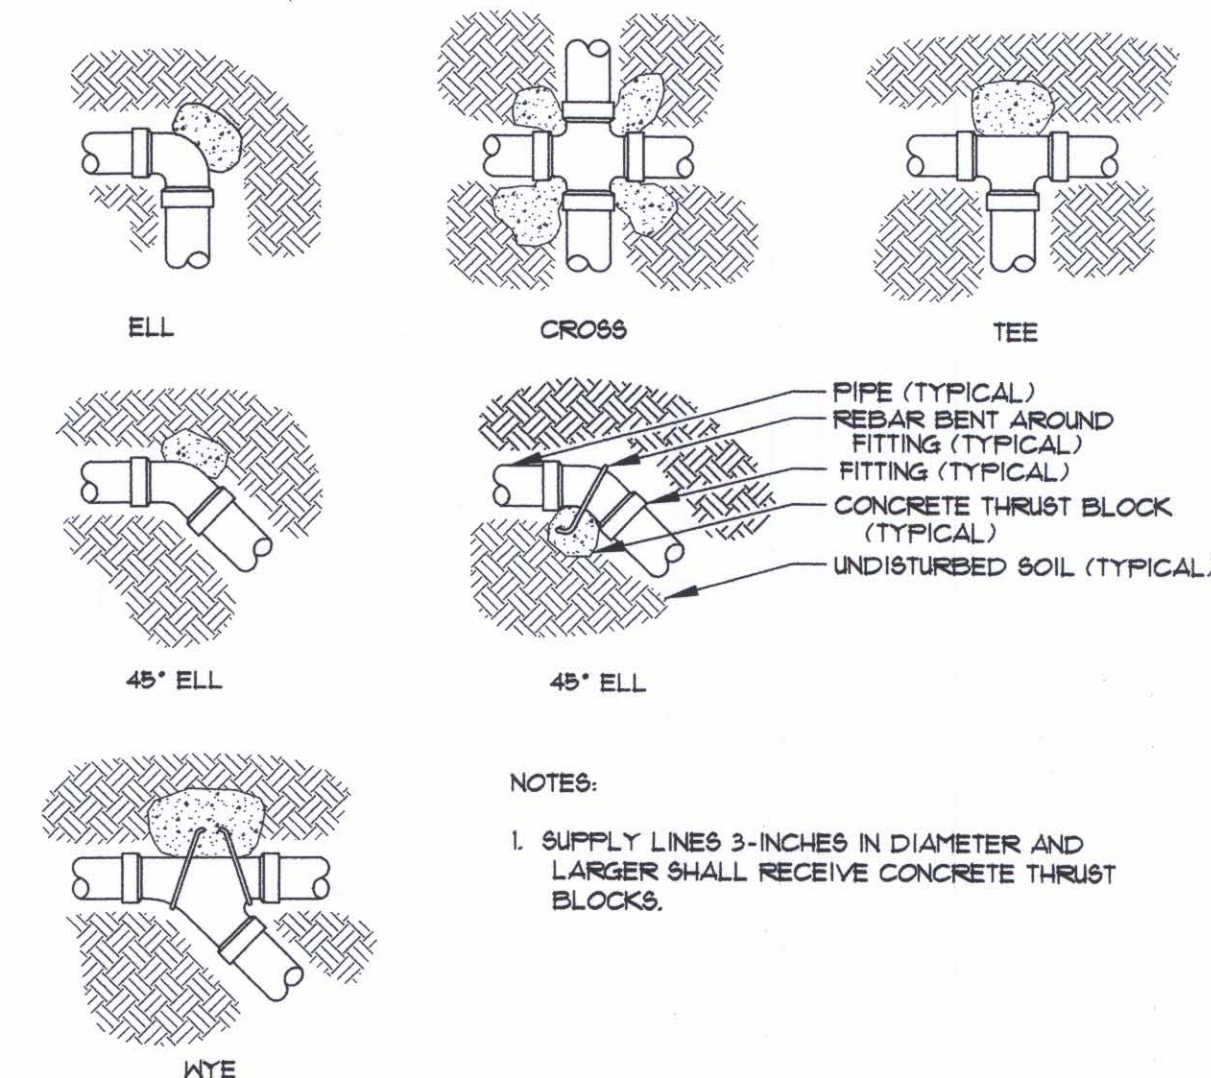 ELL
CROSS
TEE
PIPE (TYPICAL)
REBAR BENT AROUND
FITTING (TYPICAL)
FITTING (TYPICAL)
CONCRETE THRUST BLOCK
(TYPICAL)
UNDISTURBED SOIL (TYPICAL)
45° ELL
45° ELL
NOTES:
1. SUPPLY LINES 3-INCHES IN DIAMETER AND
LARGER SHALL RECEIVE CONCRETE THRUST
BLOCKS.
WYE